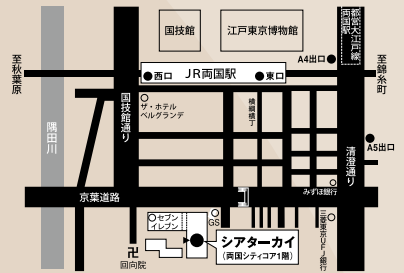 国技館
江戸東京博物館
都営大江戸線
両国駅
A4出口
至秋葉原
西口
JR両国駅
東口
至錦糸町
ザ・ホテル
ベルグランデ
横綱横丁
国技館通り
隅田川
A5出口
清澄通り
みずほ銀行
京葉道路
セブン
イレブン
GS
三菱東京UFJ銀行
卍
回向院
シアターカイ
(両国シティコア1階)